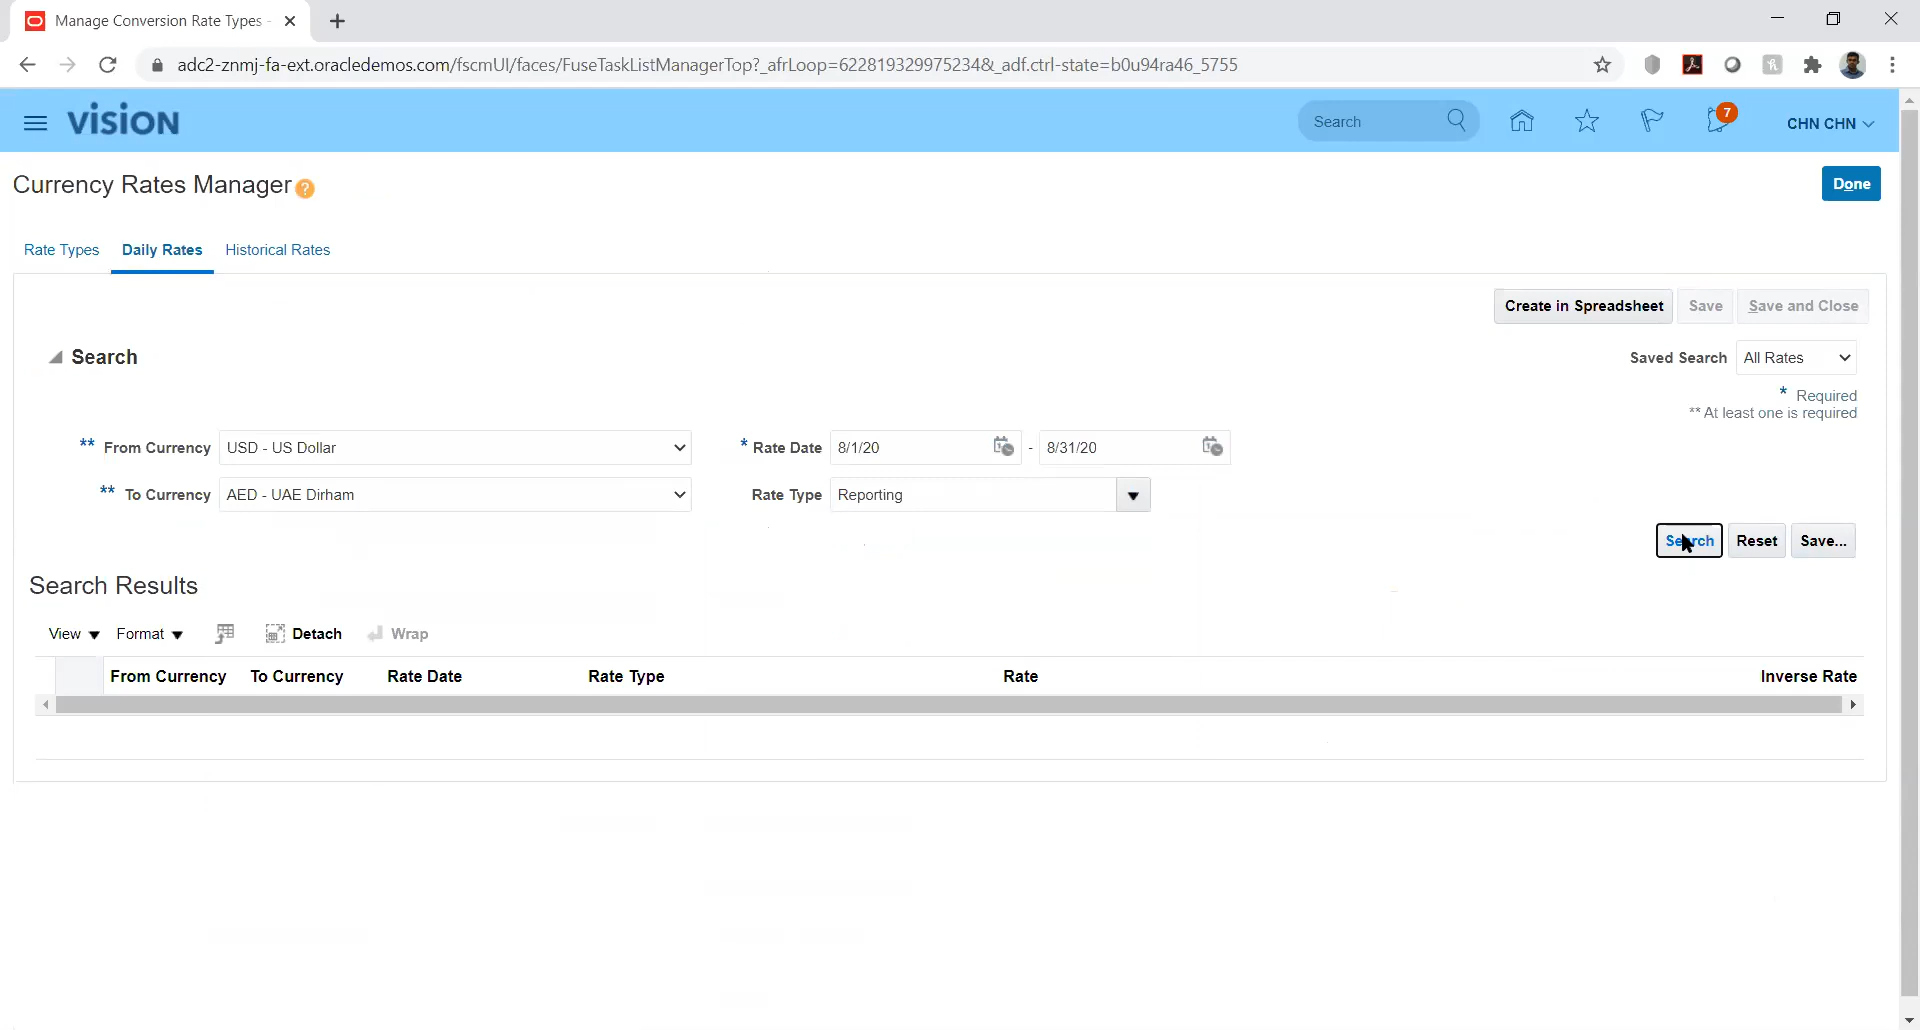 Manage Conversion Rate Types -
adc2-znmj-fa-ext.oracledemos.com/fscmUI/faces/FuseTaskListManagerTop?_afrLoop=622819329975234&_adf.ctrl-state=b0u94ra46_5755
vision
Search
7
CHN CHN
Currency Rates Manager ?
Done
Rate Types Daily Rates Historical Rates
Create in Spreadsheet Save Save and Close
Search
Saved Search All Rates
* Required
** At least one is required
** From Currency USD - US Dollar * Rate Date 8/1/20 - 8/31/20
** To Currency AED - UAE Dirham Rate Type Reporting
Search Reset Save...
Search Results
View Format Detach Wrap
From Currency To Currency Rate Date Rate Type Rate Inverse Rate